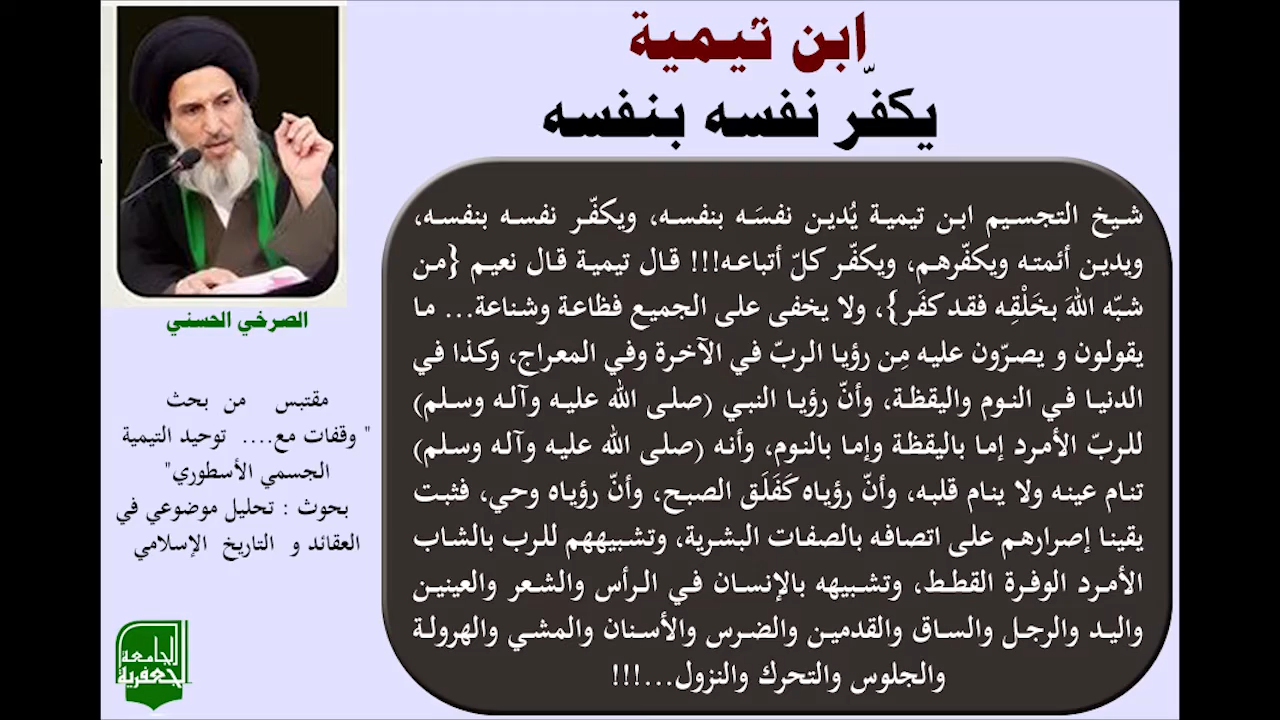 ابن تيمية
يكفّر نفسه بنفسه
شيخ التجسيم ابن تيمية يُدين نفسَه بنفسه، ويكفّر نفسه بنفسه،
ويدين أئمته ويكفّرهم، ويكفّر كلّ أتباعه!!! قال تيمية قال نعيم {من
شبّه اللهَ بخَلْقِه فقد كفَر}، ولا يخفى على الجميع فظاعة وشناعة... ما
يقولون و يصرّون عليه مِن رؤيا الربّ في الآخرة وفي المعراج، وكذا في
الدنيا في النوم واليقظة، وأنّ رؤيا النبي (صلى الله عليه وآله وسلم)
للربّ الأمرد إما باليقظة وإما بالنوم، وأنه (صلى الله عليه وآله وسلم)
تنام عينه ولا ينام قلبه، وأنّ رؤياه كَفَلَق الصبح، وأنّ رؤياه وحي، فثبت
يقينا إصرارهم على اتصافه بالصفات البشرية، وتشبيههم للرب بالشاب
الأمرد الوفرة القطط، وتشبيهه بالإنسان في الرأس والشعر والعينين
واليد والرجل والساق والقدمين والضرس والأسنان والمشي والهرولة
والجلوس والتحرك والنزول...!!!
الصرخي الحسني
مقتبس من بحث
" وقفات مع.... توحيد التيمية
الجسمي الأسطوري"
بحوث : تحليل موضوعي في
العقائد و التاريخ الإسلامي
الجامعة
الجعفرية